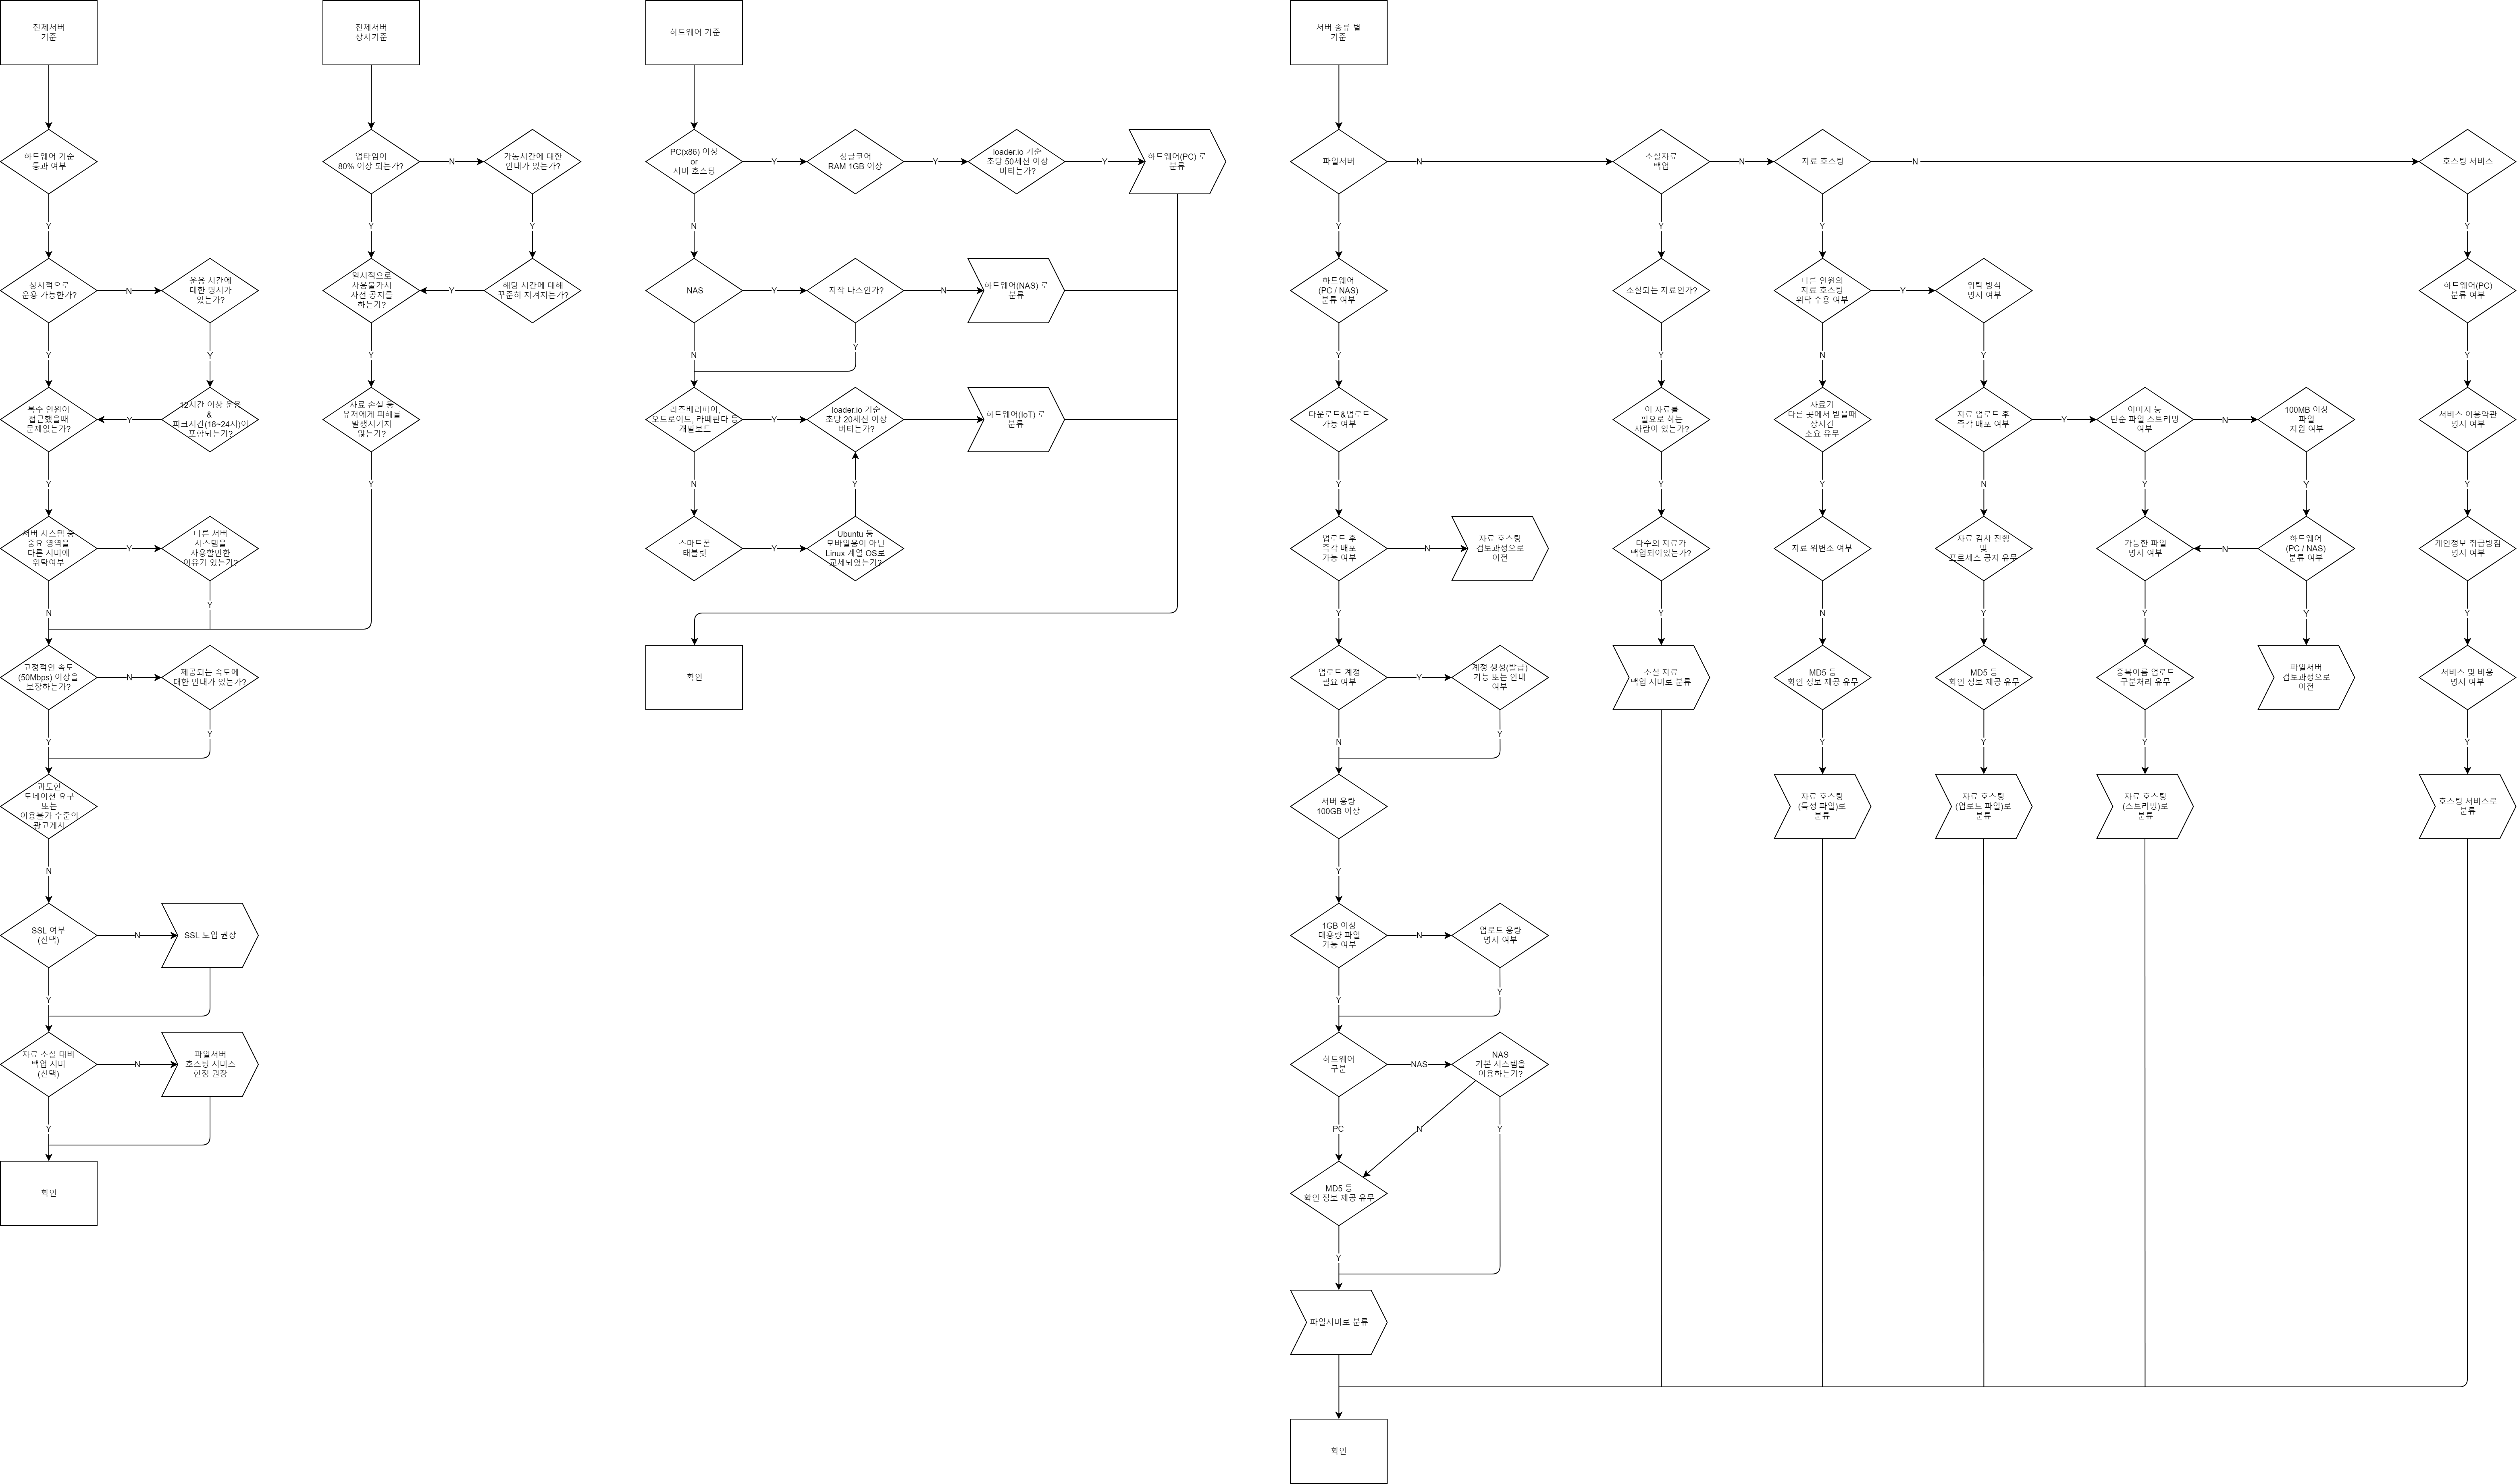 전체서버
기준
하드웨어 기준
통과 여부
Y
상시적으로
운용 가능한가?
N
운용 시간에
대한 명시가
있는가?
Y
Y
복수 인원이
접근했을때
문제없는가?
Y
12시간 이상 운용
&
피크시간(18~24시)이
포함되는가?
Y
서버 시스템 중
중요 영역을
다른 서버에
위탁여부
Y
다른 서버
시스템을
사용할만한
이유가 있는가?
N
Y
고정적인 속도
(50Mbps) 이상을
보장하는가?
N
제공되는 속도에
대한 안내가 있는가?
Y
Y
과도한
도네이션 요구
또는
이용불가 수준의
광고게시
N
SSL 여부
(선택)
N
SSL 도입 권장
Y
자료 소실 대비
백업 서버
(선택)
N
파일서버
호스팅 서비스
한정 권장
Y
확인
전체서버
상시기준
업타임이
80% 이상 되는가?
N
가동시간에 대한
안내가 있는가?
Y
Y
일시적으로
사용불가시
사전 공지를
하는가?
Y
해당 시간에 대해
꾸준히 지켜지는가?
Y
자료 손실 등
유저에게 피해를
발생시키지
않는가?
Y
하드웨어 기준
PC(x86) 이상
or
서버 호스팅
Y
싱글코어
RAM 1GB 이상
Y
loader.io 기준
초당 50세션 이상
버티는가?
Y
하드웨어(PC) 로
분류
N
NAS
Y
자작 나스인가?
N
하드웨어(NAS) 로
분류
N
Y
라즈베리파이,
오드로이드, 라떼판다 등
개발보드
Y
loader.io 기준
초당 20세션 이상
버티는가?
하드웨어(IoT) 로
분류
N
Y
스마트폰
태블릿
Y
Ubuntu 등
모바일용이 아닌
Linux 계열 OS로
교체되었는가?
확인
서버 종류 별
기준
파일서버
N
소실자료
백업
N
자료 호스팅
N
호스팅 서비스
Y
하드웨어
(PC / NAS)
분류 여부
Y
다운로드&업로드
가능 여부
Y
업로드 후
즉각 배포
가능 여부
N
자료 호스팅
검토과정으로
이전
Y
업로드 계정
필요 여부
Y
계정 생성(발급)
기능 또는 안내
여부
N
Y
서버 용량
100GB 이상
Y
1GB 이상
대용량 파일
가능 여부
N
업로드 용량
명시 여부
Y
Y
하드웨어
구분
NAS
NAS
기본 시스템을
이용하는가?
PC
N
Y
MD5 등
확인 정보 제공 유무
Y
파일서버로 분류
확인
Y
소실되는 자료인가?
Y
이 자료를
필요로 하는
사람이 있는가?
Y
다수의 자료가
백업되어있는가?
Y
소실 자료
백업 서버로 분류
Y
다른 인원의
자료 호스팅
위탁 수용 여부
Y
위탁 방식
명시 여부
N
자료가
다른 곳에서 받을때
장시간
소요 유무
Y
자료 위변조 여부
N
MD5 등
확인 정보 제공 유무
Y
자료 호스팅
(특정 파일)로
분류
Y
자료 업로드 후
즉각 배포 여부
Y
이미지 등
단순 파일 스트리밍
여부
N
100MB 이상
파일
지원 여부
N
자료 검사 진행
및
프로세스 공지 유무
Y
MD5 등
확인 정보 제공 유무
Y
자료 호스팅
(업로드 파일)로
분류
Y
가능한 파일
명시 여부
N
Y
하드웨어
(PC / NAS)
분류 여부
Y
중복이름 업로드
구분처리 유무
Y
파일서버
검토과정으로
이전
Y
자료 호스팅
(스트리밍)로
분류
Y
하드웨어(PC)
분류 여부
Y
서비스 이용약관
명시 여부
Y
개인정보 취급방침
명시 여부
Y
서비스 및 비용
명시 여부
Y
호스팅 서비스로
분류